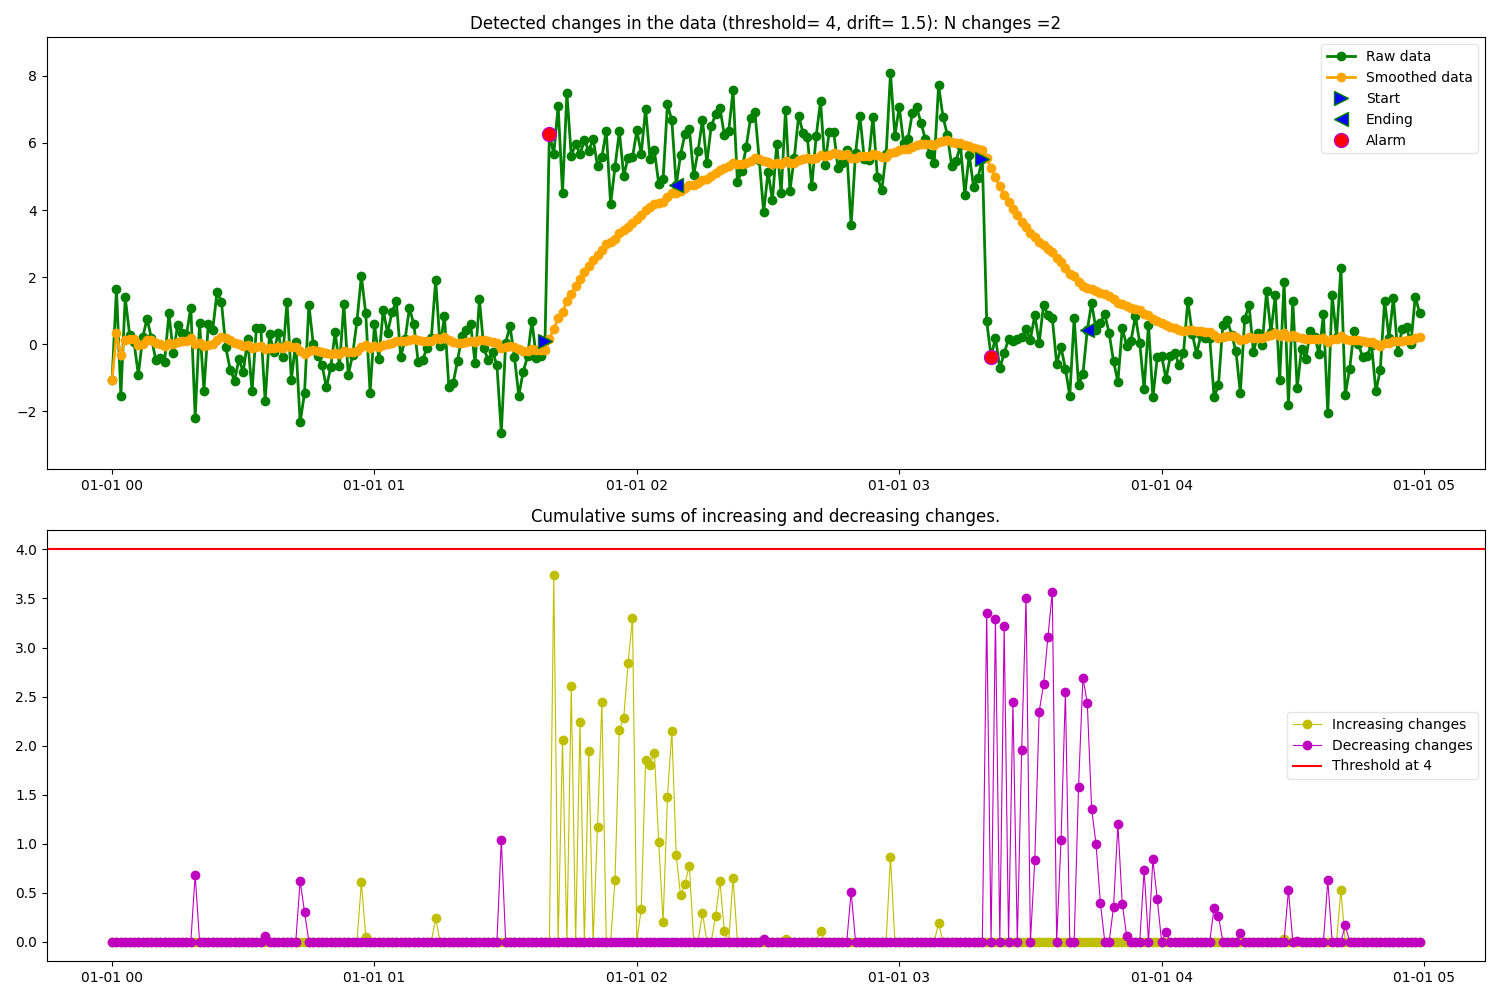 Detected changes in the data (threshold= 4, drift= 1.5): N changes =2
8
6
4
2
0
−2
Raw data
Smoothed data
Start
Ending
Alarm
01-01 00
01-01 01
01-01 02
01-01 03
01-01 04
01-01 05
Cumulative sums of increasing and decreasing changes.
4.0
3.5
3.0
2.5
2.0
1.5
1.0
0.5
0.0
Increasing changes
Decreasing changes
Threshold at 4
01-01 00
01-01 01
01-01 02
01-01 03
01-01 04
01-01 05